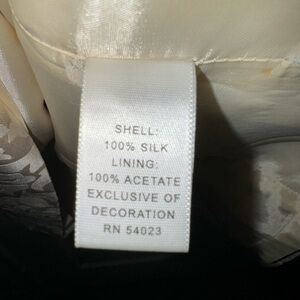 SHELL:
100% SILK
LINING:
100% ACETATE
EXCLUSIVE OF
DECORATION
RN 54023